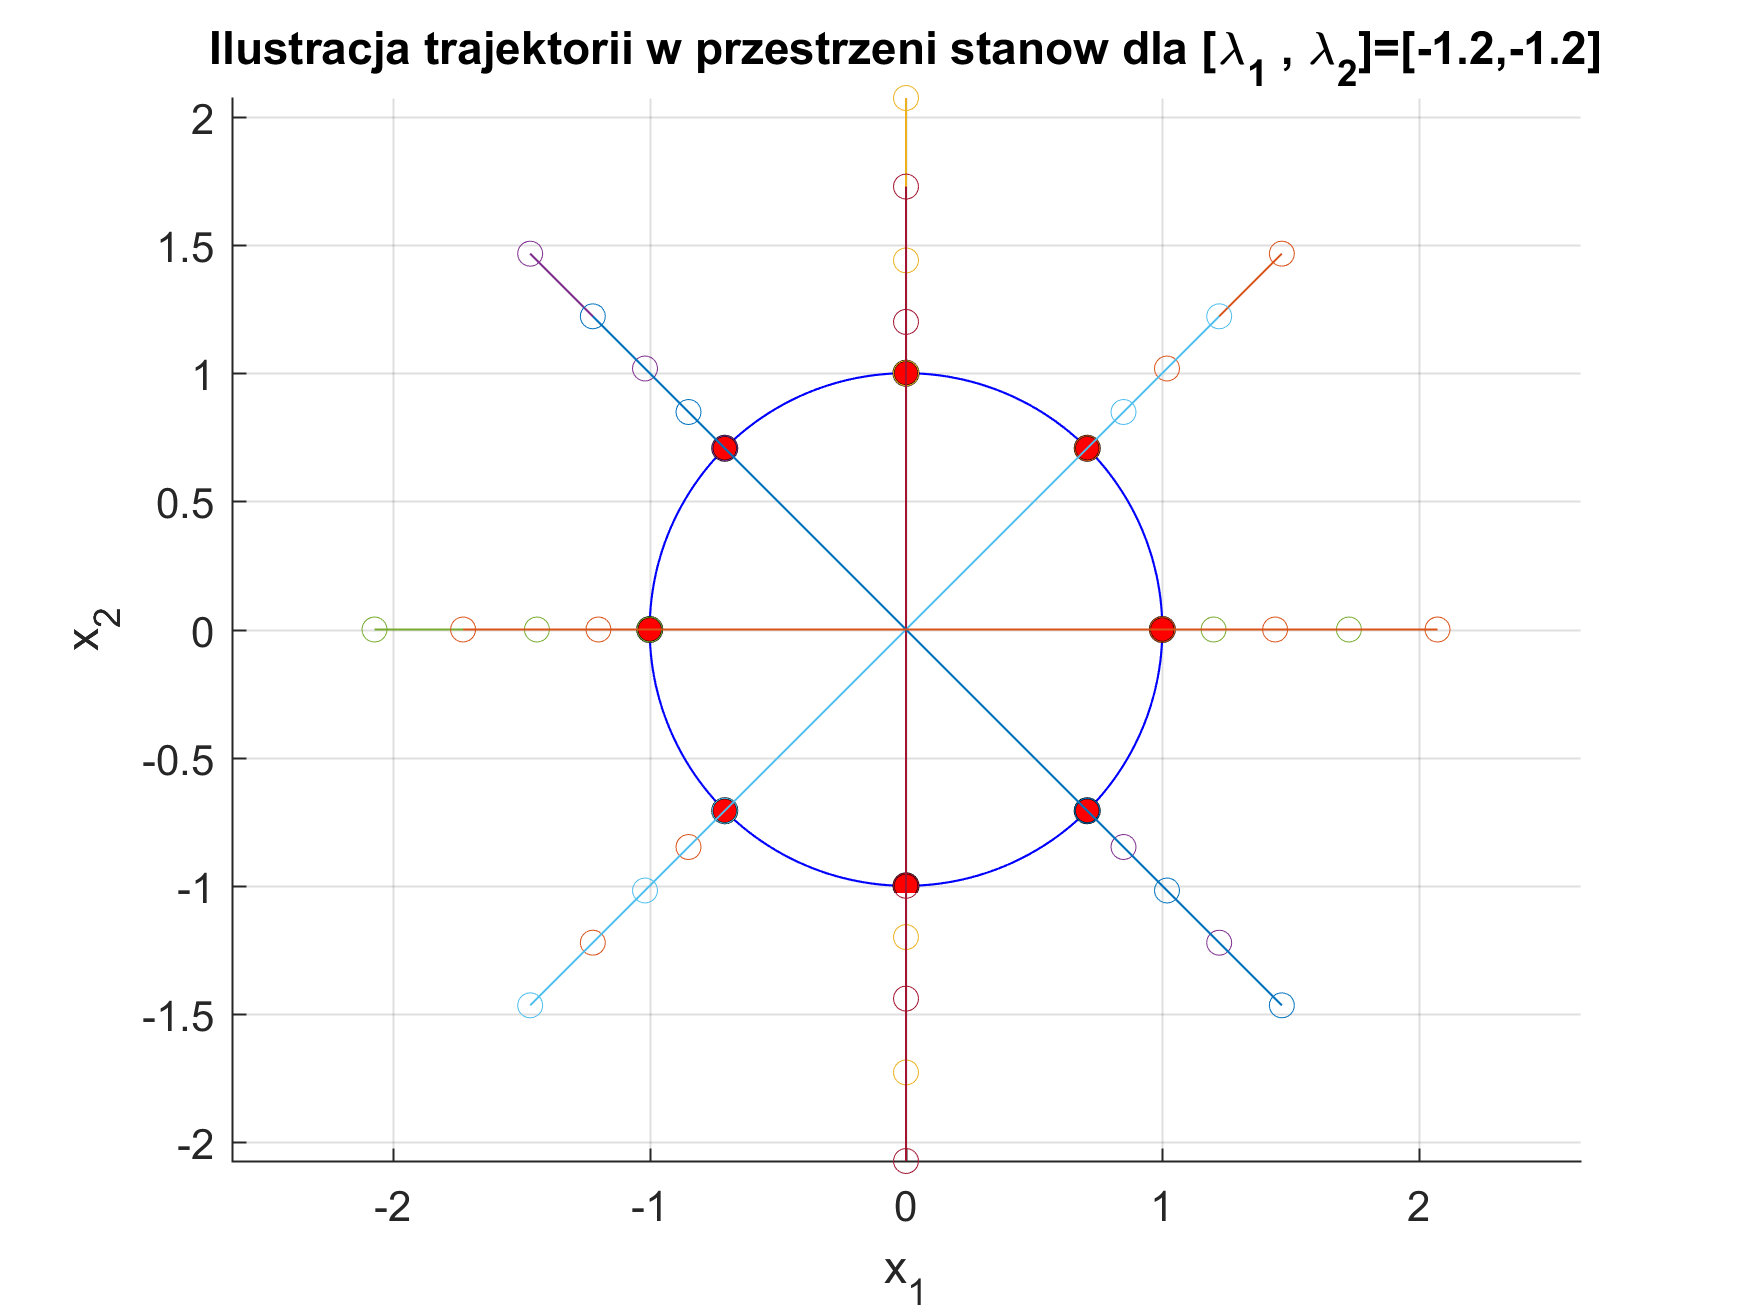 Ilustracja trajektorii w przestrzeni stanow dla [λ1 , λ2]=[-1.2,-1.2]
2
1.5
1
0.5
0
-0.5
-1
-1.5
-2
x2
-2 -1 0 1 2
x1